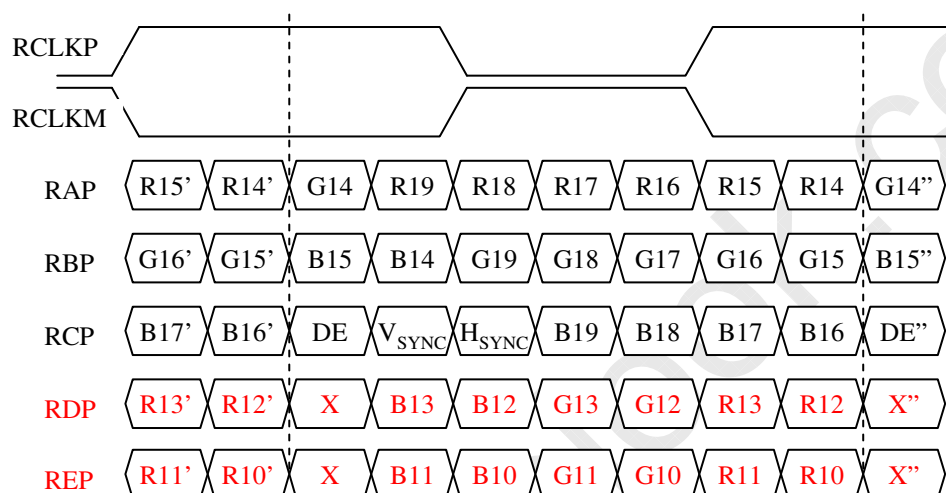 RCLKP
RCLKM
RAP R15’ R14’ G14 R19 R18 R17 R16 R15 R14 G14”
RBP G16’ G15’ B15 B14 G19 G18 G17 G16 G15 B15”
RCP B17’ B16’ DE VSYNC HSYNC B19 B18 B17 B16 DE”
RDP R13’ R12’ X B13 B12 G13 G12 R13 R12 X”
REP R11’ R10’ X B11 B10 G11 G10 R11 R10 X”